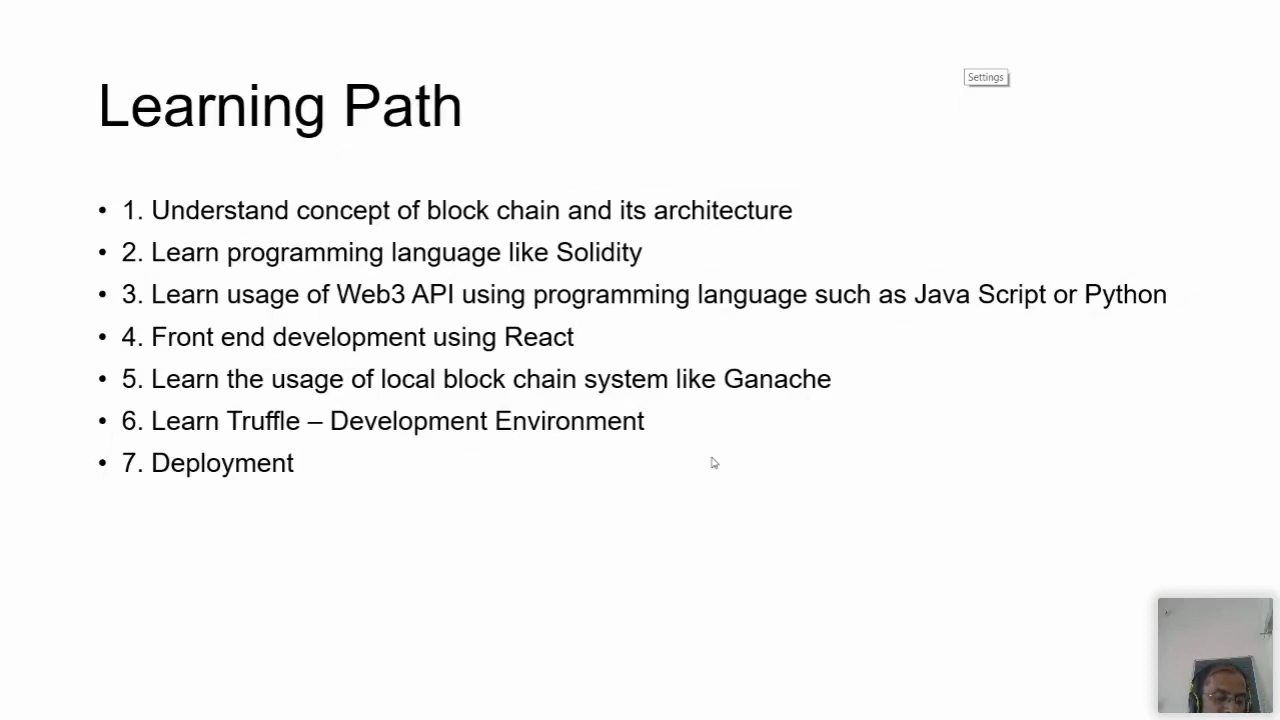 Settings
Learning Path
• 1. Understand concept of block chain and its architecture
• 2. Learn programming language like Solidity
• 3. Learn usage of Web3 API using programming language such as Java Script or Python
• 4. Front end development using React
• 5. Learn the usage of local block chain system like Ganache
• 6. Learn Truffle – Development Environment
• 7. Deployment